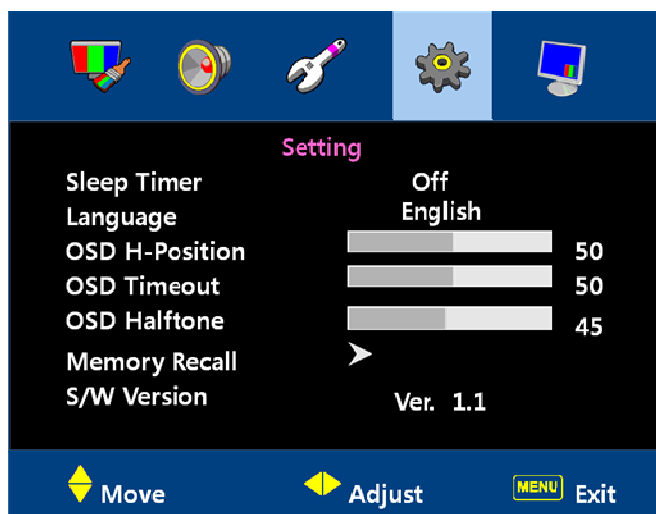 Setting
Sleep Timer Off
Language English
OSD H-Position 50
OSD Timeout 50
OSD Halftone 45
Memory Recall
S/W Version Ver. 1.1
Move Adjust MENU Exit